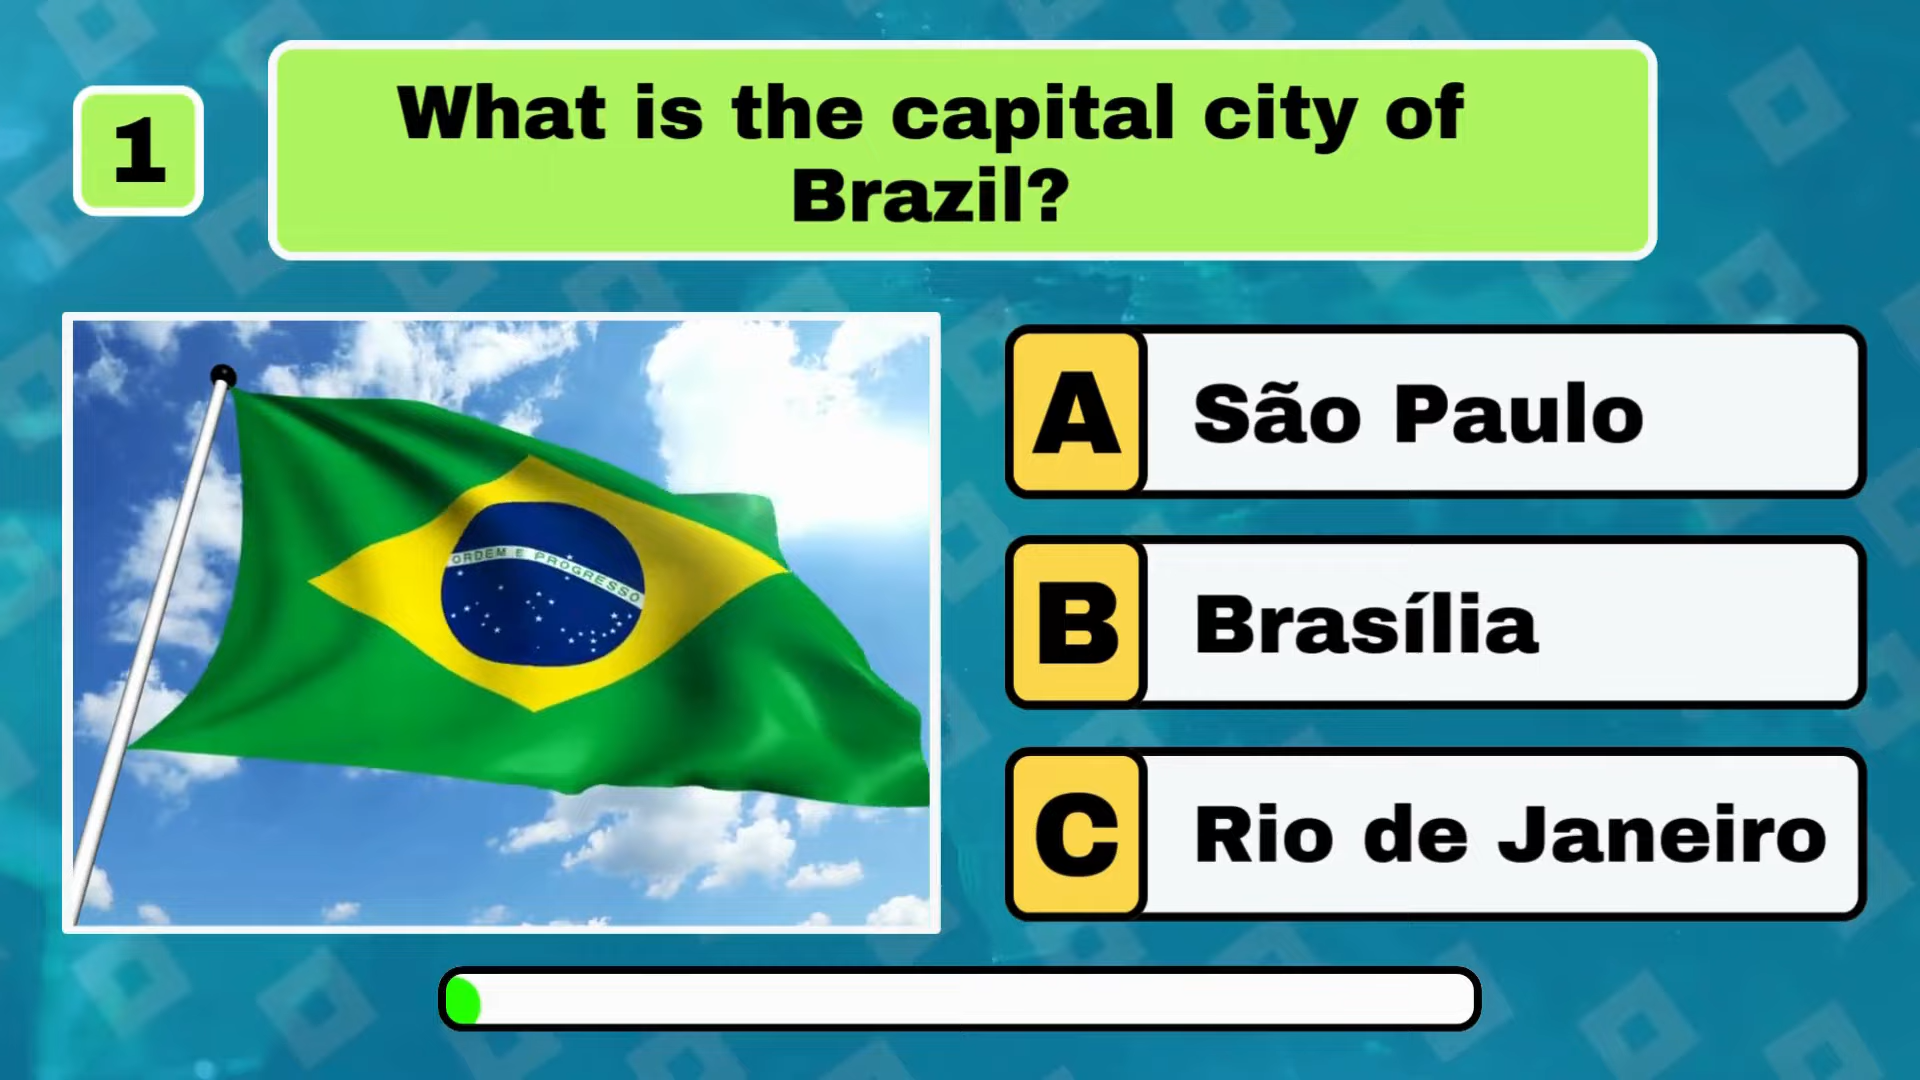 1
What is the capital city of
Brazil?
ORDEM E PROGRESSO
A
São Paulo
B
Brasília
C
Rio de Janeiro